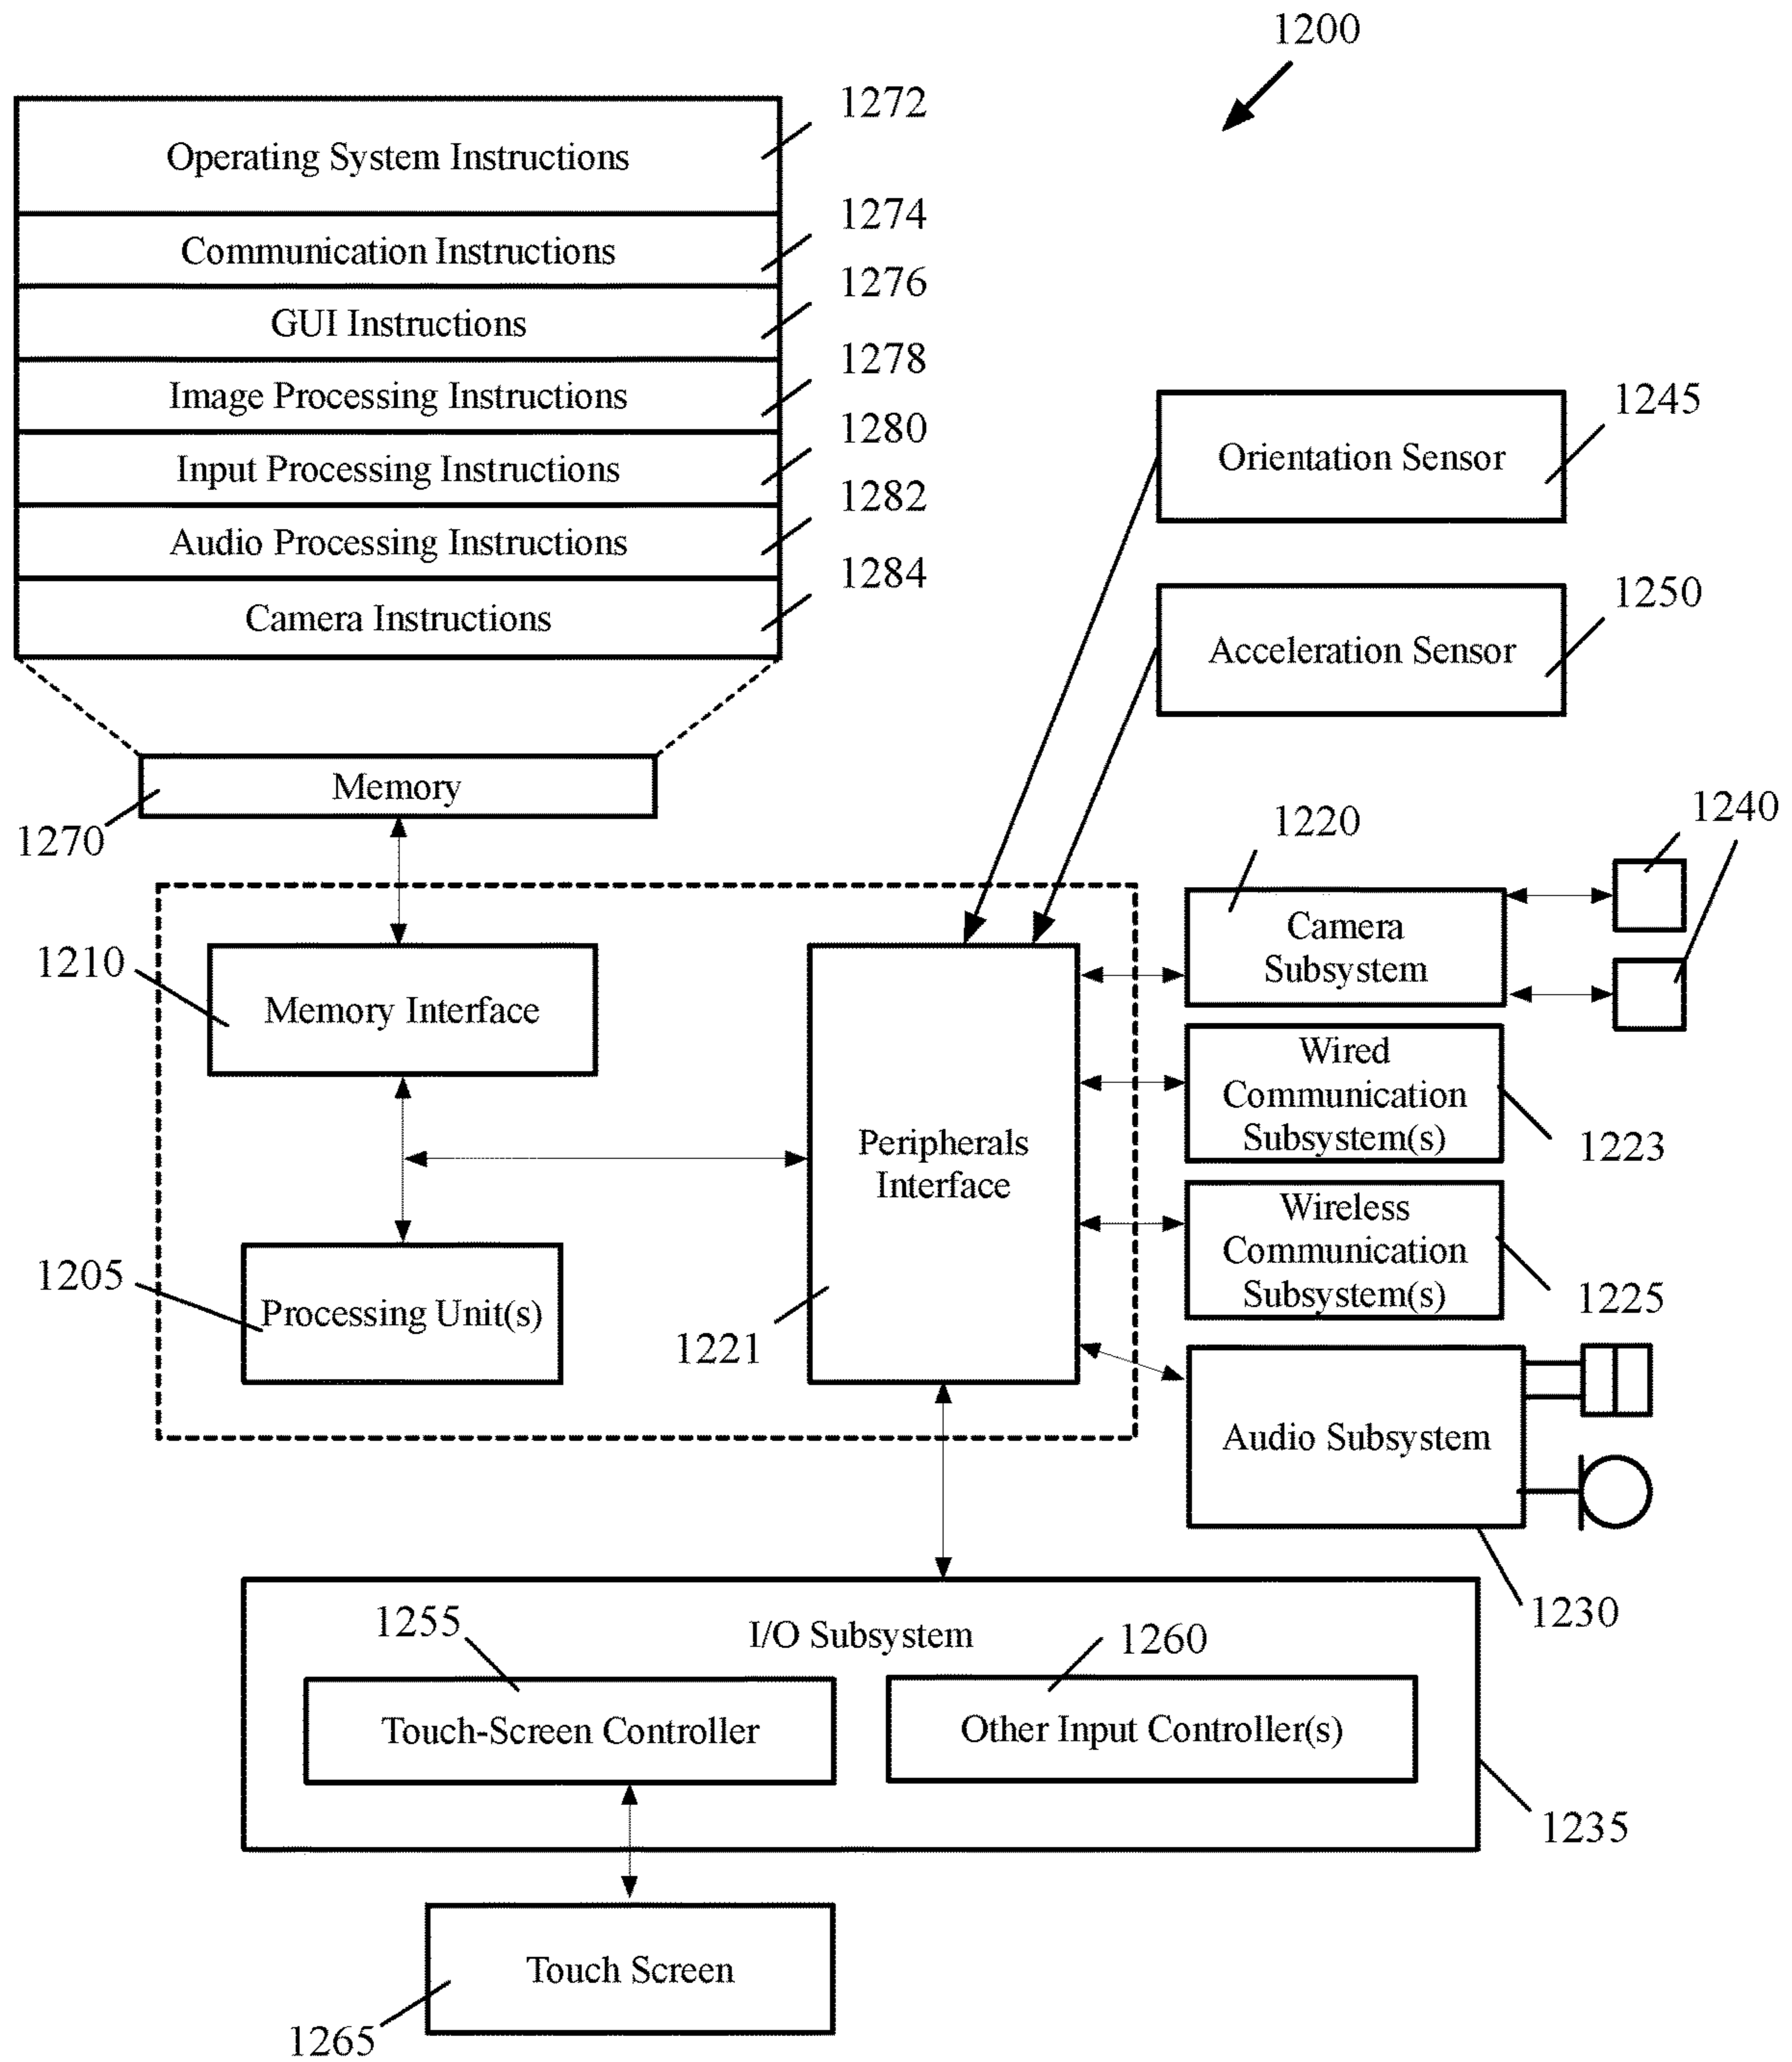 1200
1272
Operating System Instructions
1274
Communication Instructions
1276
GUI Instructions
1278
Image Processing Instructions
1280
Input Processing Instructions
1282
Audio Processing Instructions
1284
Camera Instructions
1245
Orientation Sensor
1250
Acceleration Sensor
Memory
1270
1240
1220
Camera
Subsystem
1210
Memory Interface
Wired
Communication
Subsystem(s)
1223
Peripherals
Interface
1221
Wireless
Communication
Subsystem(s)
1225
1205
Processing Unit(s)
Audio Subsystem
1230
I/O Subsystem
1255
1260
Touch-Screen Controller
Other Input Controller(s)
1235
Touch Screen
1265